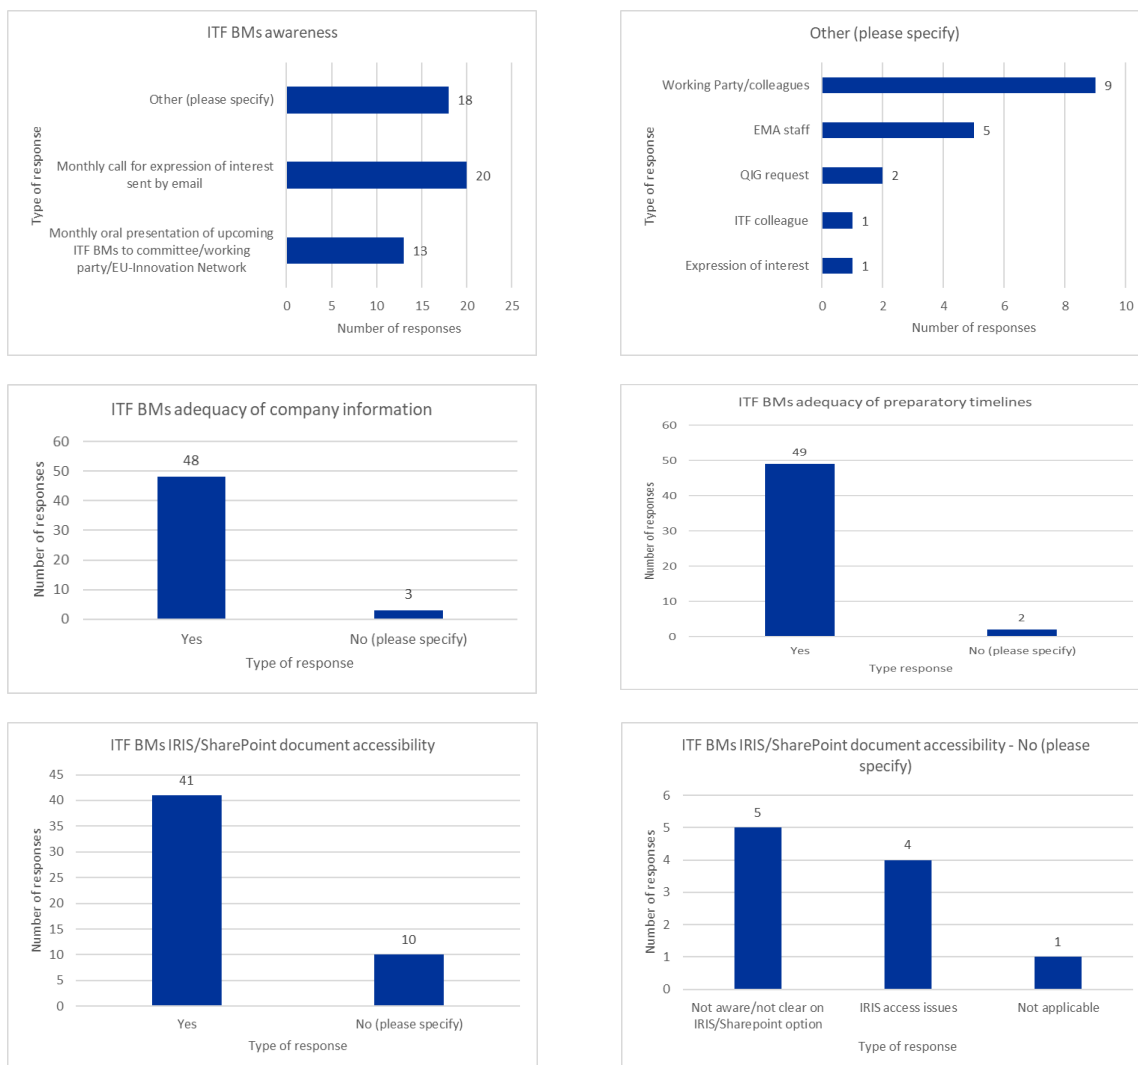 ITF BMs awareness
Type of response
Other (please specify)
18
Monthly call for expression of interest
sent by email
20
Monthly oral presentation of upcoming
ITF BMs to committee/working
party/EU-Innovation Network
13
0 5 10 15 20 25
Number of responses
Other (please specify)
Type of response
Working Party/colleagues
9
EMA staff
5
QIG request
2
ITF colleague
1
Expression of interest
1
0 2 4 6 8 10
Number of responses
ITF BMs adequacy of company information
Number of responses
60
50
40
30
20
10
0
48
3
Yes No (please specify)
Type of response
ITF BMs adequacy of preparatory timelines
Number of responses
60
50
40
30
20
10
0
49
2
Yes No (please specify)
Type response
ITF BMs IRIS/SharePoint document accessibility
Number of responses
45
40
35
30
25
20
15
10
5
0
41
10
Yes No (please specify)
Type of response
ITF BMs IRIS/SharePoint document accessibility - No (please
specify)
Number of responses
6
5
4
3
2
1
0
5
4
1
Not aware/not clear on
IRIS/Sharepoint option
IRIS access issues
Not applicable
Type of response